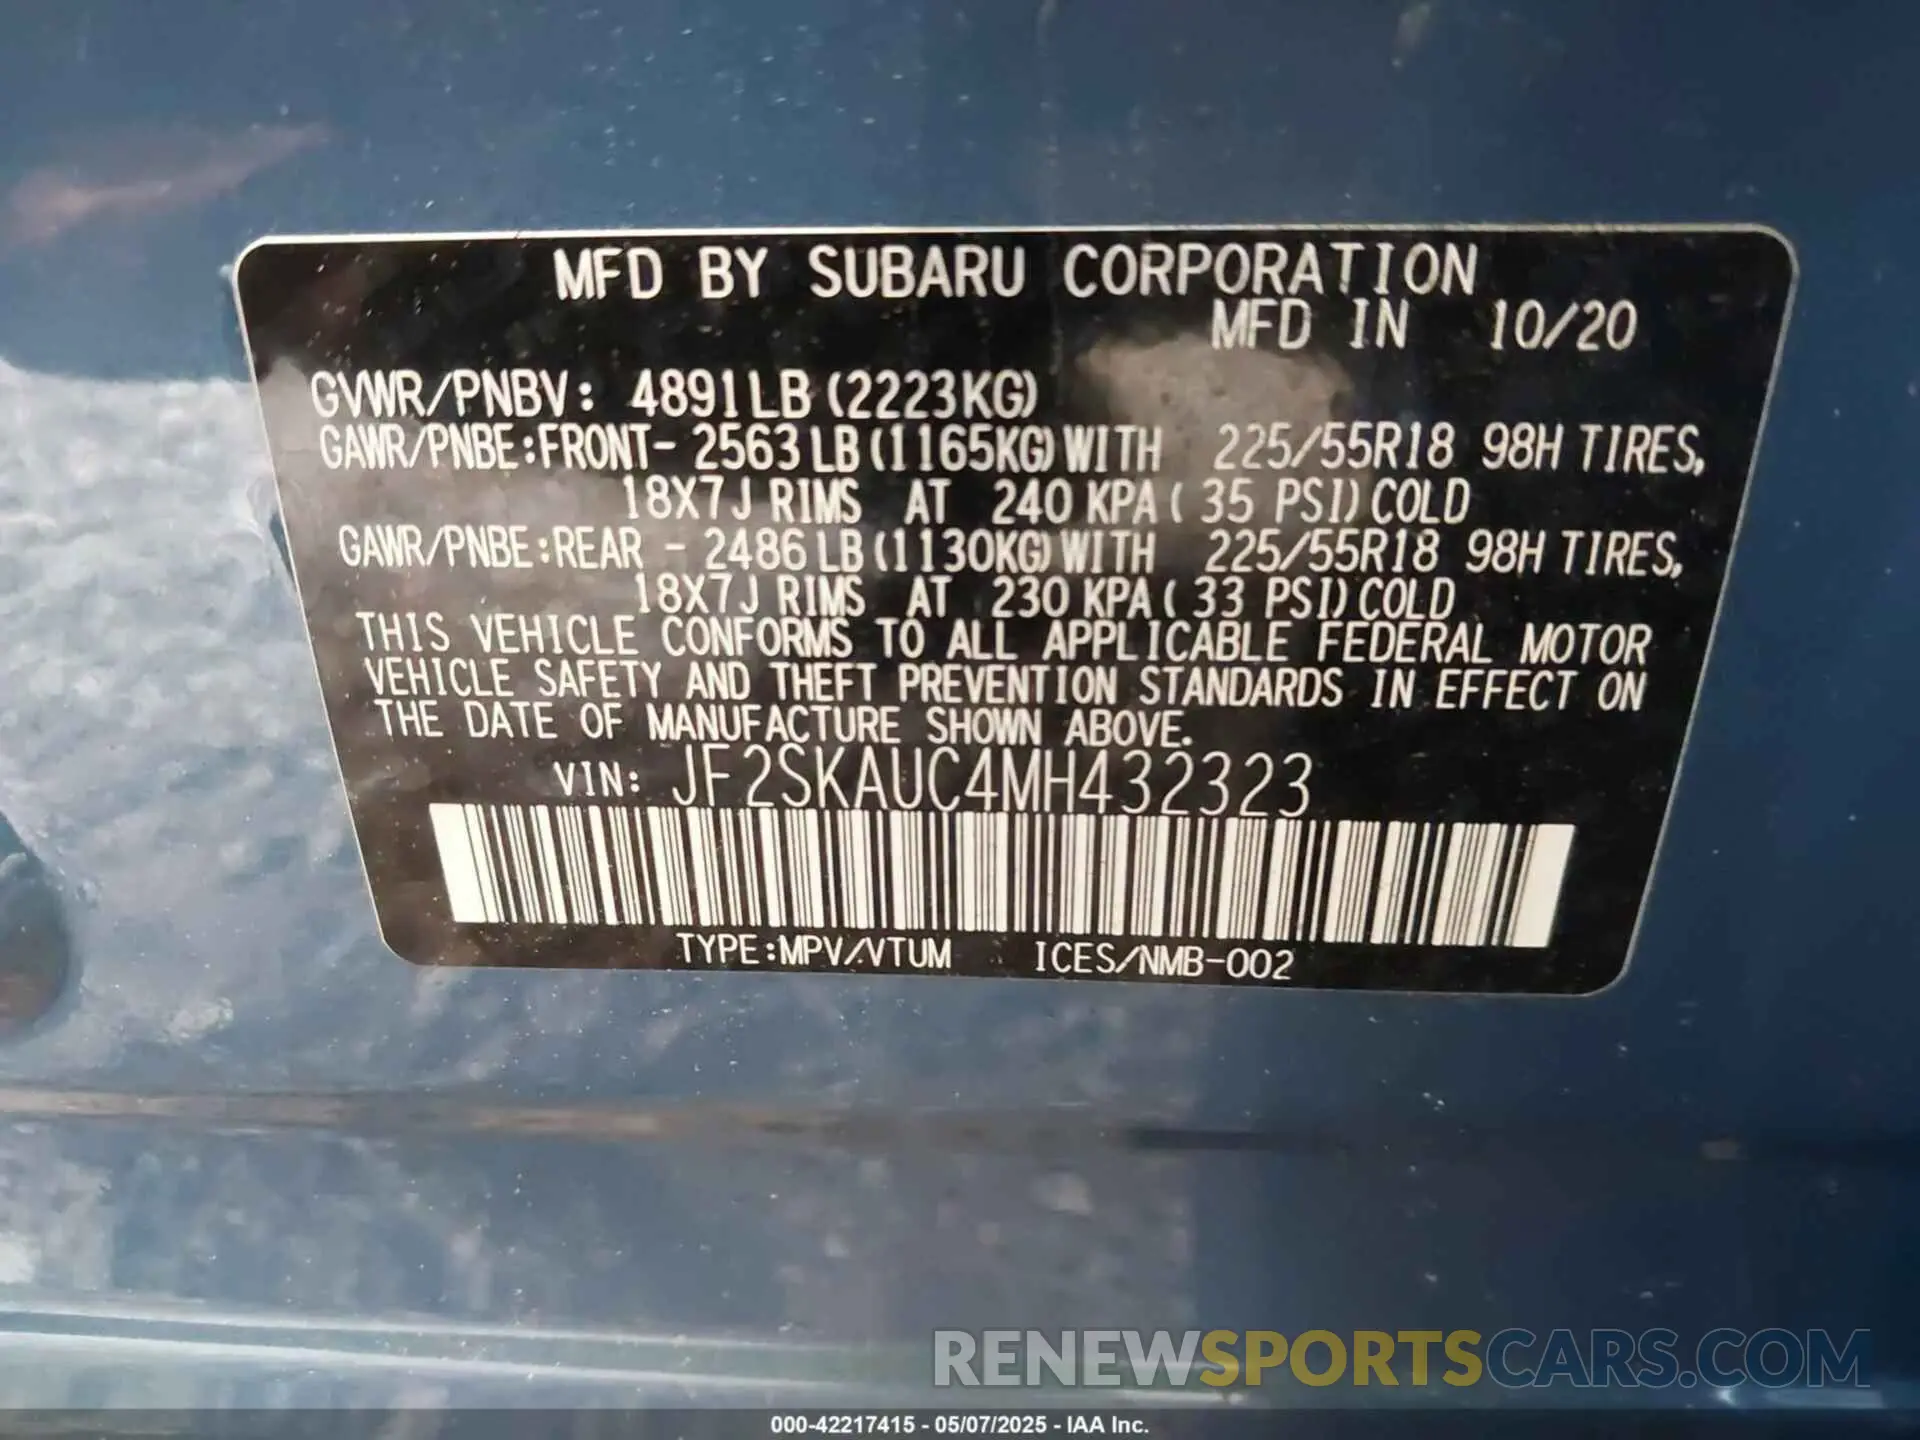 MFD BY SUBARU CORPORATION
MFD IN 10/20
GVWR/PNBV: 4891LB (2223KG)
GAWR/PNBE:FRONT- 2563LB(1165KG)WITH 225/55R18 98H TIRES,
18X7J RIMS AT 240 KPA( 35 PSI)COLD
GAWR/PNBE:REAR - 2486LB(1130KG)WITH 225/55R18 98H TIRES,
18X7J RIMS AT 230 KPA( 33 PSI)COLD
THIS VEHICLE CONFORMS TO ALL APPLICABLE FEDERAL MOTOR
VEHICLE SAFETY AND THEFT PREVENTION STANDARDS IN EFFECT ON
THE DATE OF MANUFACTURE SHOWN ABOVE.
VIN: JF2SKAUC4MH432323
TYPE:MPV/VTUM ICES/NMB-002
RENEWSPORTSCARS.COM
000-42217415 - 05/07/2025 - IAA Inc.